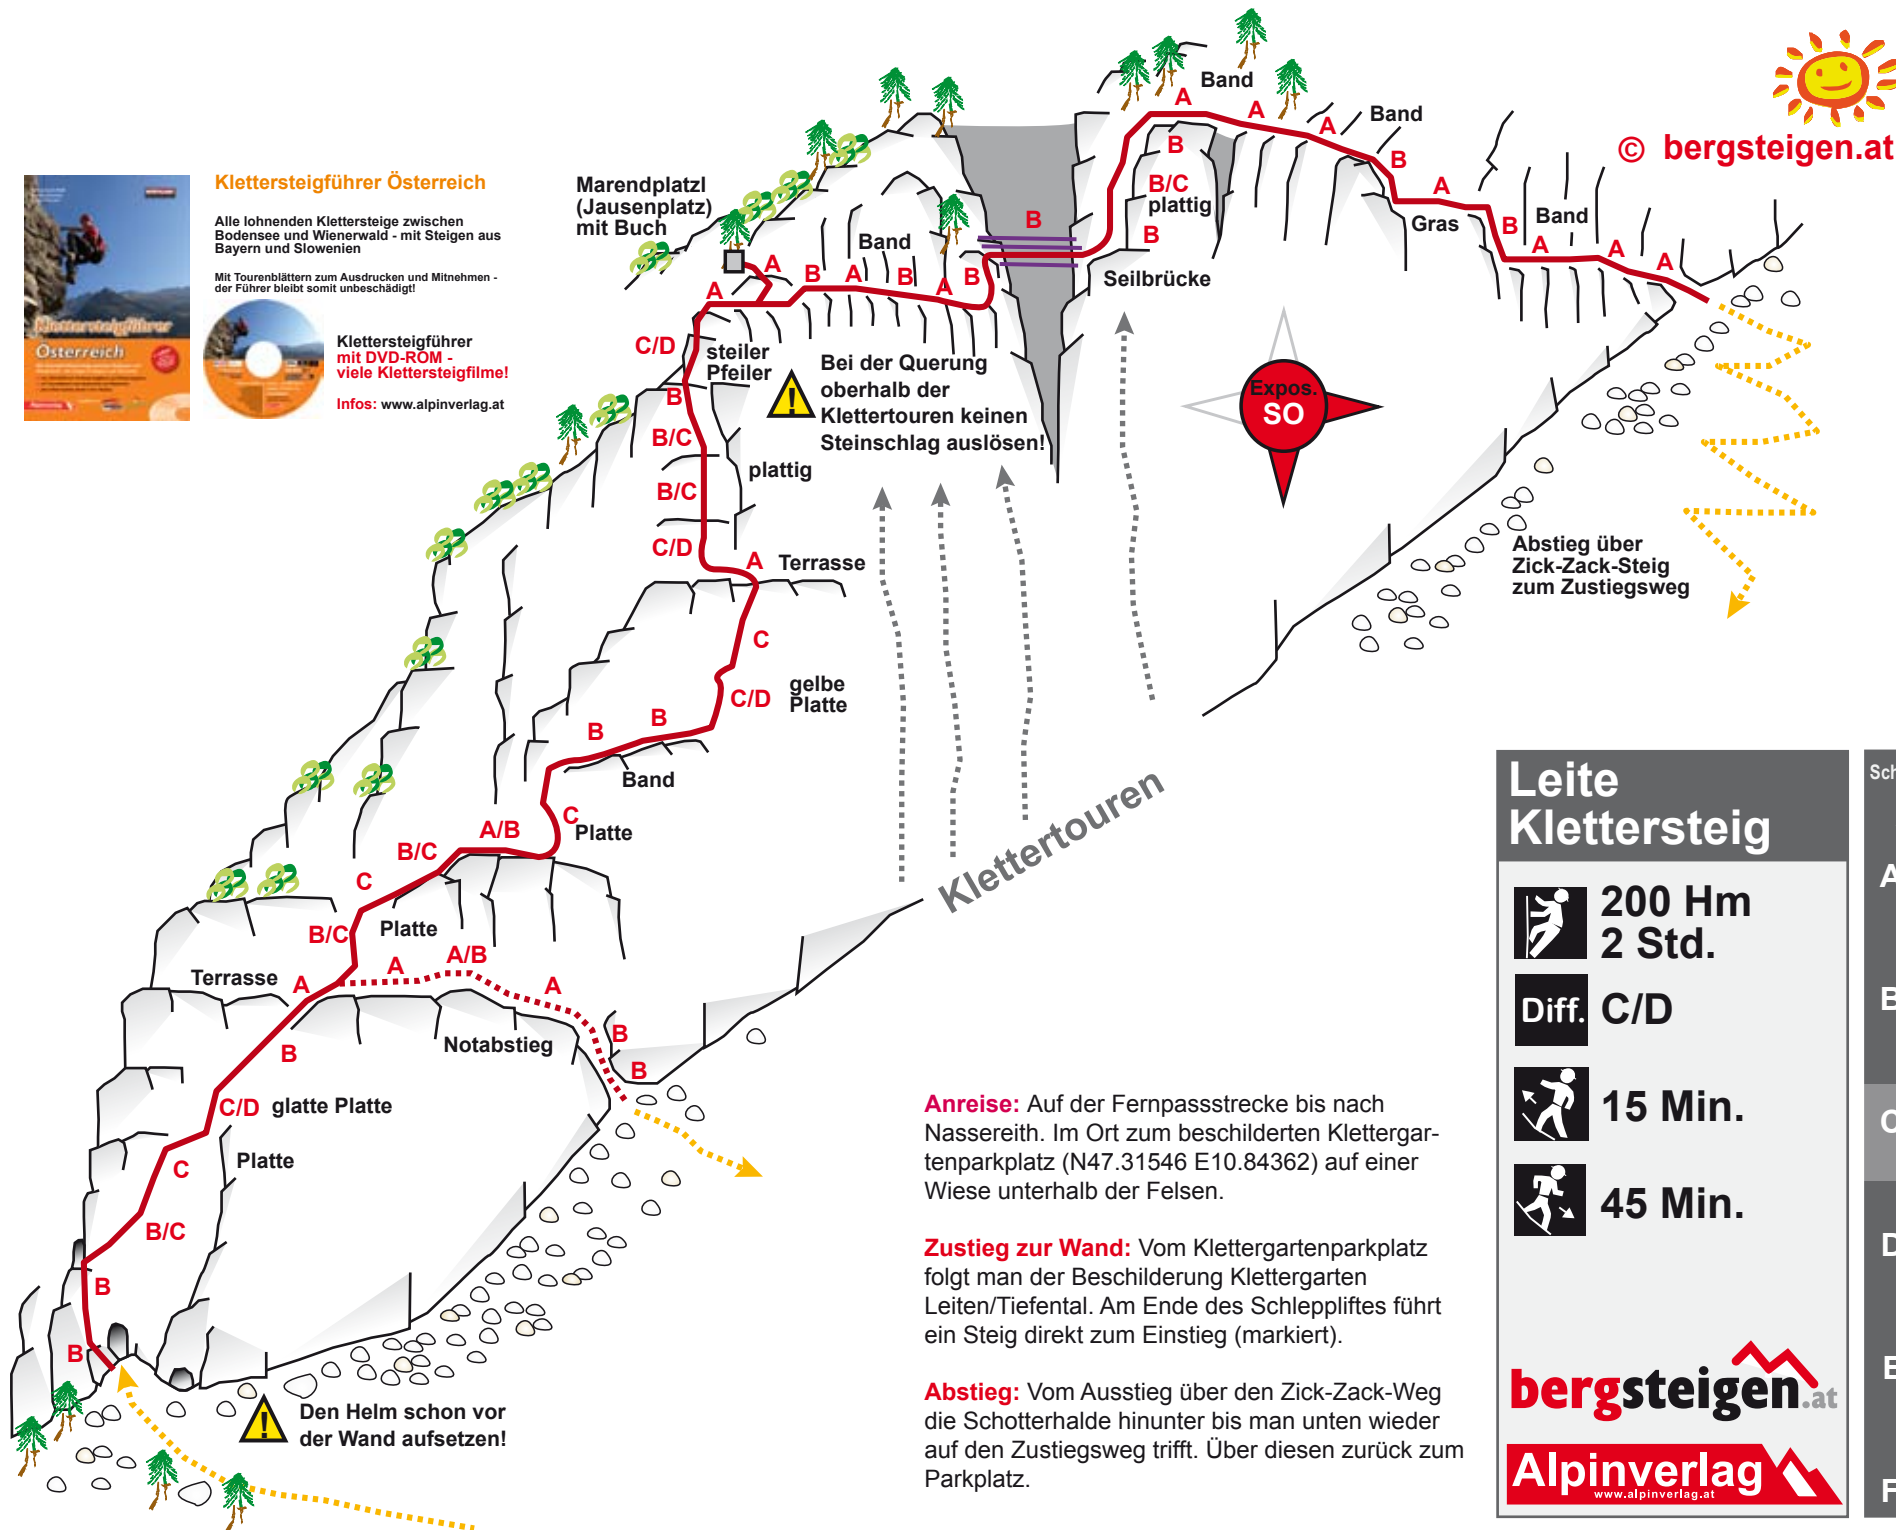 © bergsteigen.at
Klettersteigführer Österreich
Alle lohnenden Klettersteige zwischen
Bodensee und Wienerwald - mit Steigen aus
Bayern und Slowenien
Mit Tourenblättern zum Ausdrucken und Mitnehmen -
der Führer bleibt somit unbeschädigt!
Klettersteigführer
Österreich
Klettersteigführer
mit DVD-ROM -
viele Klettersteigfilme!
Infos: www.alpinverlag.at
Marendplatzl
(Jausenplatz)
mit Buch
Band
A
A
A
Band
B
A
Gras
B
Band
A
A
A
B
B/C
plattig
B
Seilbrücke
B
Band
A
B
A
B
A
B
A
C/D
steiler
Pfeiler
B
B/C
plattig
B/C
C/D
A
Terrasse
Bei der Querung
oberhalb der
Klettertouren keinen
Steinschlag auslösen!
Expos.
SO
Abstieg über
Zick-Zack-Steig
zum Zustiegsweg
C
C/D
gelbe
Platte
B
B
Band
C
Platte
A/B
B/C
C
B/C
Platte
Klettertouren
Terrasse
A
A
A/B
A
B
B
Notabstieg
B
C/D
glatte Platte
C
Platte
B/C
B
B
Den Helm schon vor
der Wand aufsetzen!
Anreise: Auf der Fernpassstrecke bis nach
Nassereith. Im Ort zum beschilderten Klettergar-
tenparkplatz (N47.31546 E10.84362) auf einer
Wiese unterhalb der Felsen.
Zustieg zur Wand: Vom Klettergartenparkplatz
folgt man der Beschilderung Klettergarten
Leiten/Tiefental. Am Ende des Schleppliftes führt
ein Steig direkt zum Einstieg (markiert).
Abstieg: Vom Ausstieg über den Zick-Zack-Weg
die Schotterhalde hinunter bis man unten wieder
auf den Zustiegsweg trifft. Über diesen zurück zum
Parkplatz.
Leite
Klettersteig
200 Hm
2 Std.
Diff. C/D
15 Min.
45 Min.
bergsteigen.at
Alpinverlag
www.alpinverlag.at
Sch
A
B
C
D
E
F